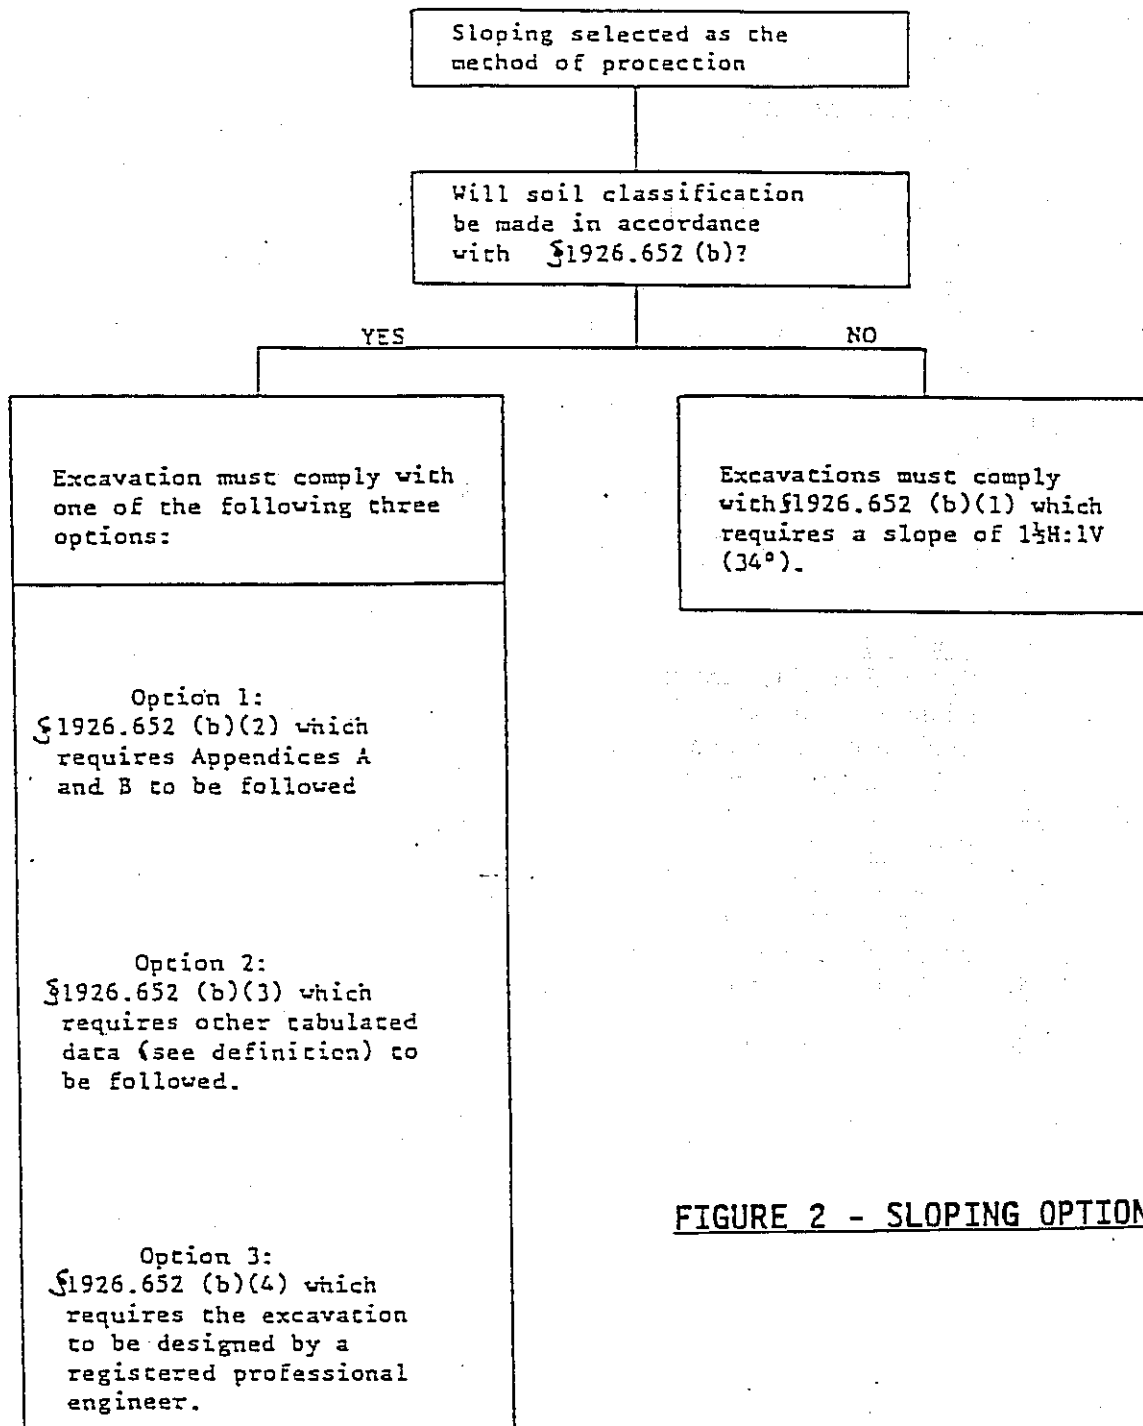 Sloping selected as the
method of protection
Will soil classification
be made in accordance
with §1926.652 (b)?
YES
NO
Excavation must comply with
one of the following three
options:
Excavations must comply
with §1926.652 (b)(1) which
requires a slope of 1½H:1V
(34°).
Option 1:
§1926.652 (b)(2) which
requires Appendices A
and B to be followed
Option 2:
§1926.652 (b)(3) which
requires other tabulated
data (see definition) to
be followed.
Option 3:
§1926.652 (b)(4) which
requires the excavation
to be designed by a
registered professional
engineer.
FIGURE 2 - SLOPING OPTION